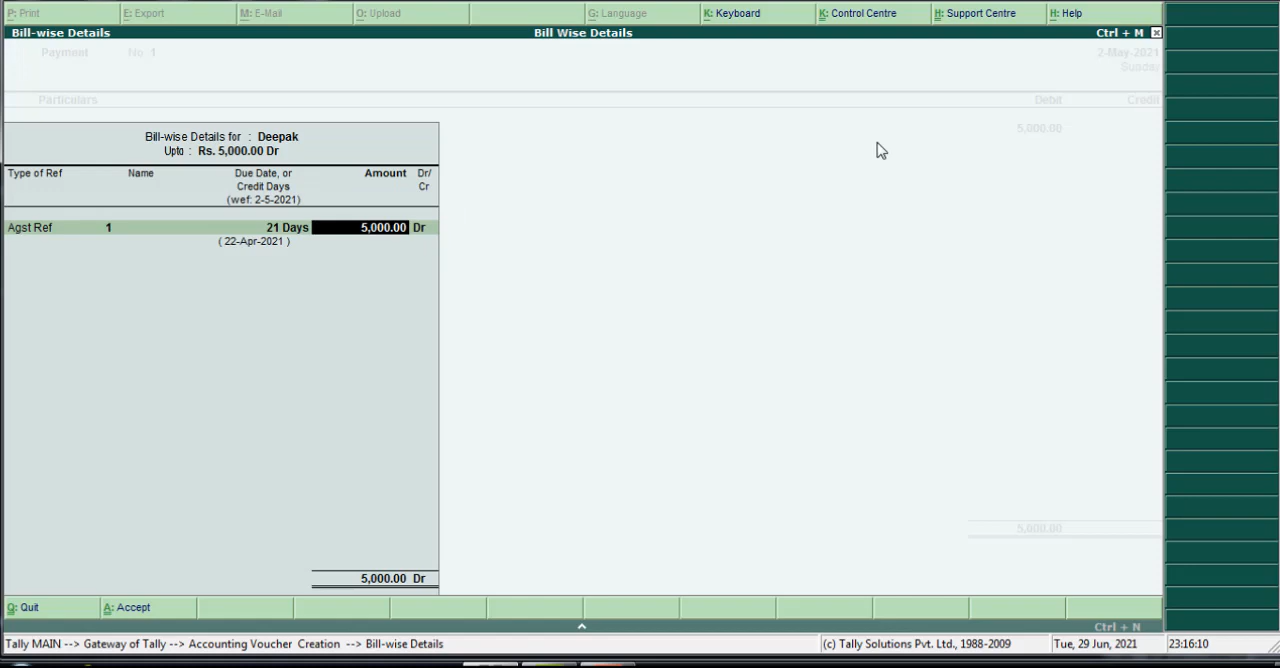 P: Print E: Export M: E-Mail O: Upload G: Language K: Keyboard K: Control Centre H: Support Centre H: Help
Bill-wise Details Bill Wise Details Ctrl + M
Payment No. 1 2-May-2021
Sunday
Particulars Debit Credit
5,000.00
Bill-wise Details for : Deepak
Upto : Rs. 5,000.00 Dr
Type of Ref Name Due Date, or Amount Dr/
Credit Days Cr
(wef: 2-5-2021)
Agst Ref 1 21 Days 5,000.00 Dr
( 22-Apr-2021 )
5,000.00
5,000.00 Dr
Q: Quit A: Accept
Ctrl + N
Tally MAIN --> Gateway of Tally --> Accounting Voucher Creation --> Bill-wise Details (c) Tally Solutions Pvt. Ltd., 1988-2009 Tue, 29 Jun, 2021 23:16:10